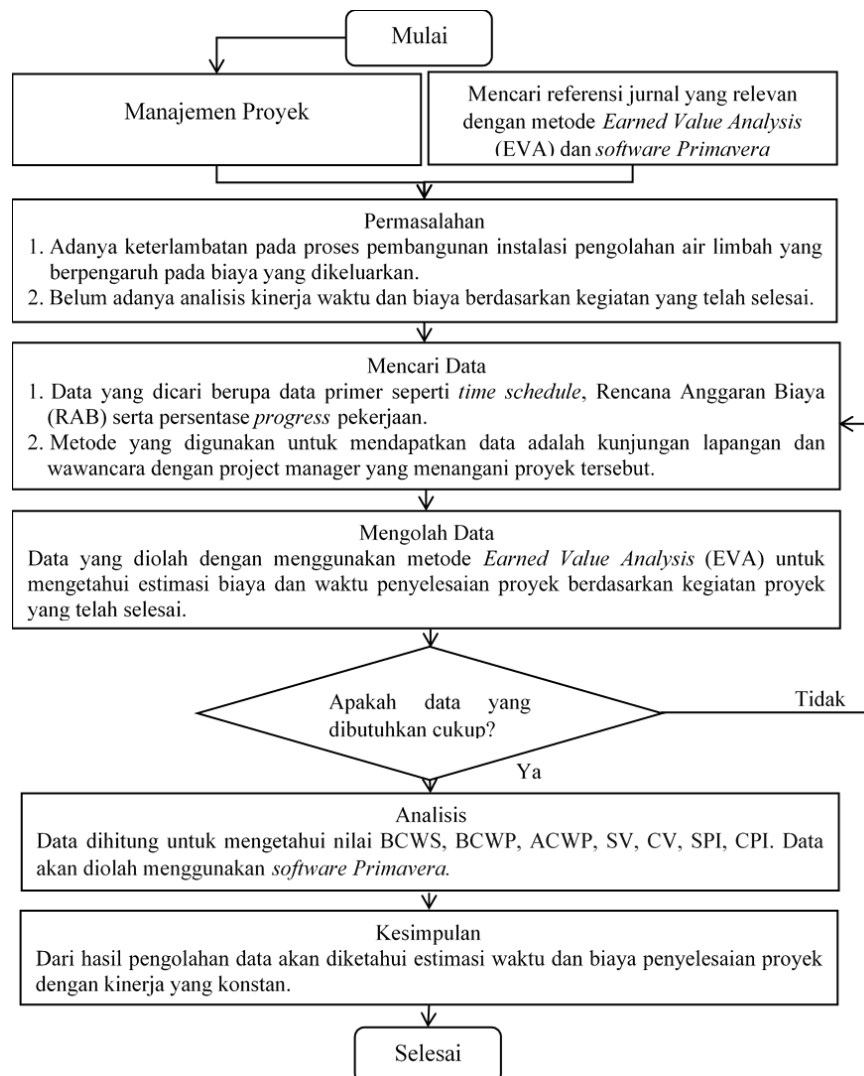 Mulai
Manajemen Proyek
Mencari referensi jurnal yang relevan
dengan metode Earned Value Analysis
(EVA) dan software Primavera
Permasalahan
1. Adanya keterlambatan pada proses pembangunan instalasi pengolahan air limbah yang
berpengaruh pada biaya yang dikeluarkan.
2. Belum adanya analisis kinerja waktu dan biaya berdasarkan kegiatan yang telah selesai.
Mencari Data
1. Data yang dicari berupa data primer seperti time schedule, Rencana Anggaran Biaya
(RAB) serta persentase progress pekerjaan.
2. Metode yang digunakan untuk mendapatkan data adalah kunjungan lapangan dan
wawancara dengan project manager yang menangani proyek tersebut.
Mengolah Data
Data yang diolah dengan menggunakan metode Earned Value Analysis (EVA) untuk
mengetahui estimasi biaya dan waktu penyelesaian proyek berdasarkan kegiatan proyek
yang telah selesai.
Apakah data yang
dibutuhkan cukup?
Tidak
Ya
Analisis
Data dihitung untuk mengetahui nilai BCWS, BCWP, ACWP, SV, CV, SPI, CPI. Data
akan diolah menggunakan software Primavera.
Kesimpulan
Dari hasil pengolahan data akan diketahui estimasi waktu dan biaya penyelesaian proyek
dengan kinerja yang konstan.
Selesai